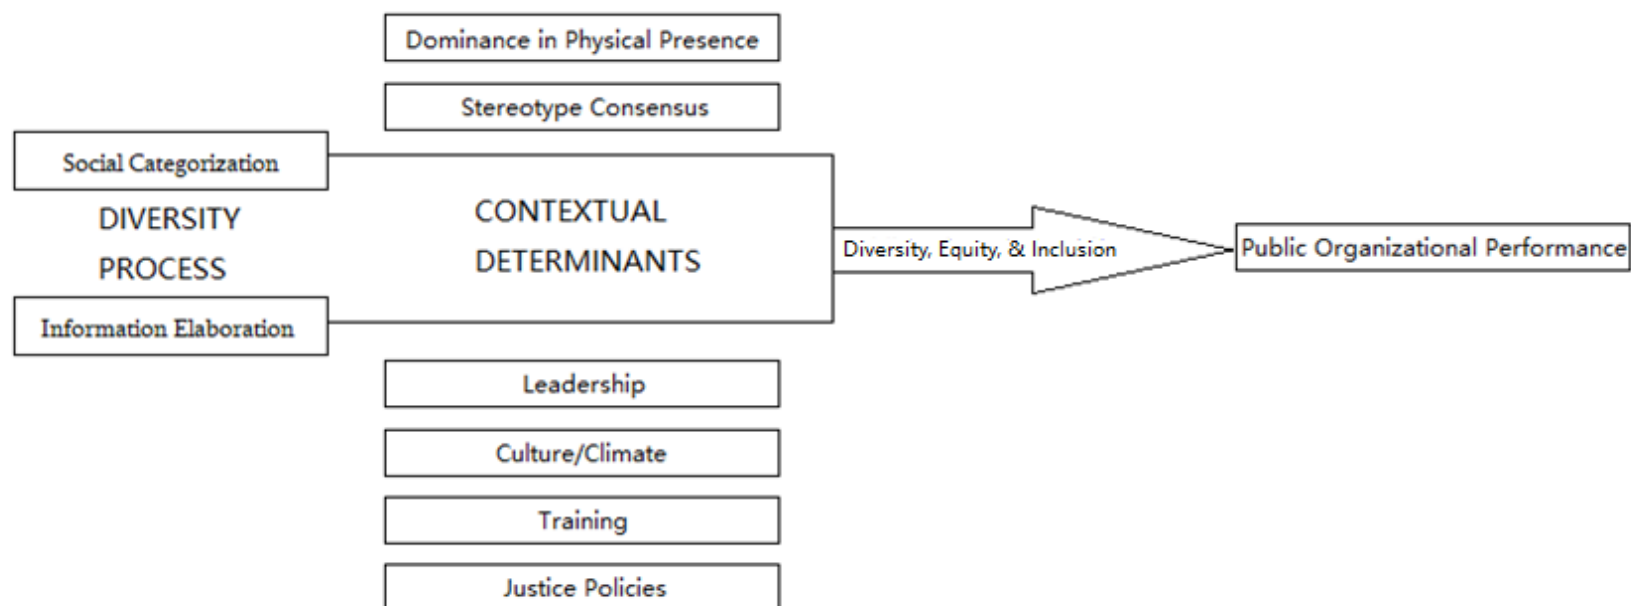 Dominance in Physical Presence
Stereotype Consensus
Social Categorization
DIVERSITY
PROCESS
Information Elaboration
CONTEXTUAL
DETERMINANTS
Diversity, Equity, & Inclusion
Public Organizational Performance
Leadership
Culture/Climate
Training
Justice Policies